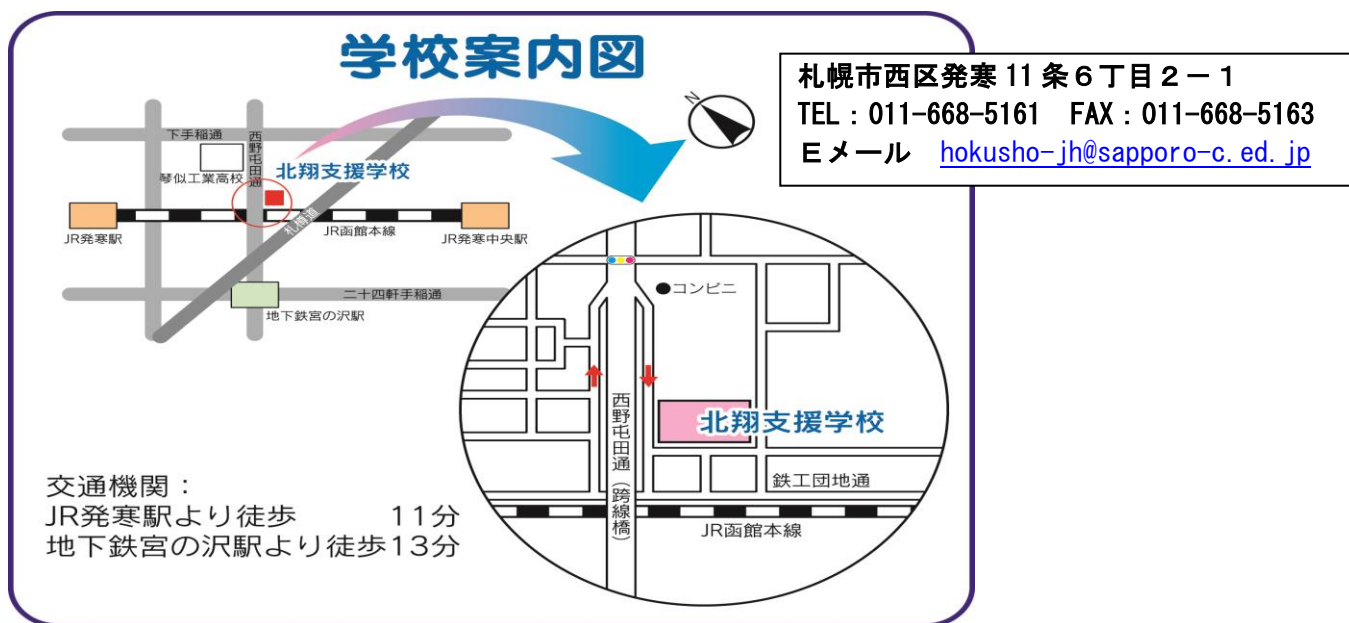 学校案内図
札幌市西区発寒11条6丁目2-1
TEL：011-668-5161　FAX：011-668-5163
Eメール　hokusho-jh@sapporo-c.ed.jp
N
下手稲通
西野屯田通
琴似工業高校
北翔支援学校
札樽道
JR発寒駅
JR函館本線
JR発寒中央駅
二十四軒手稲通
地下鉄宮の沢駅
コンビニ
西野屯田通（跨線橋）
北翔支援学校
鉄工団地通
JR函館本線
交通機関：
JR発寒駅より徒歩　11分
地下鉄宮の沢駅より徒歩13分